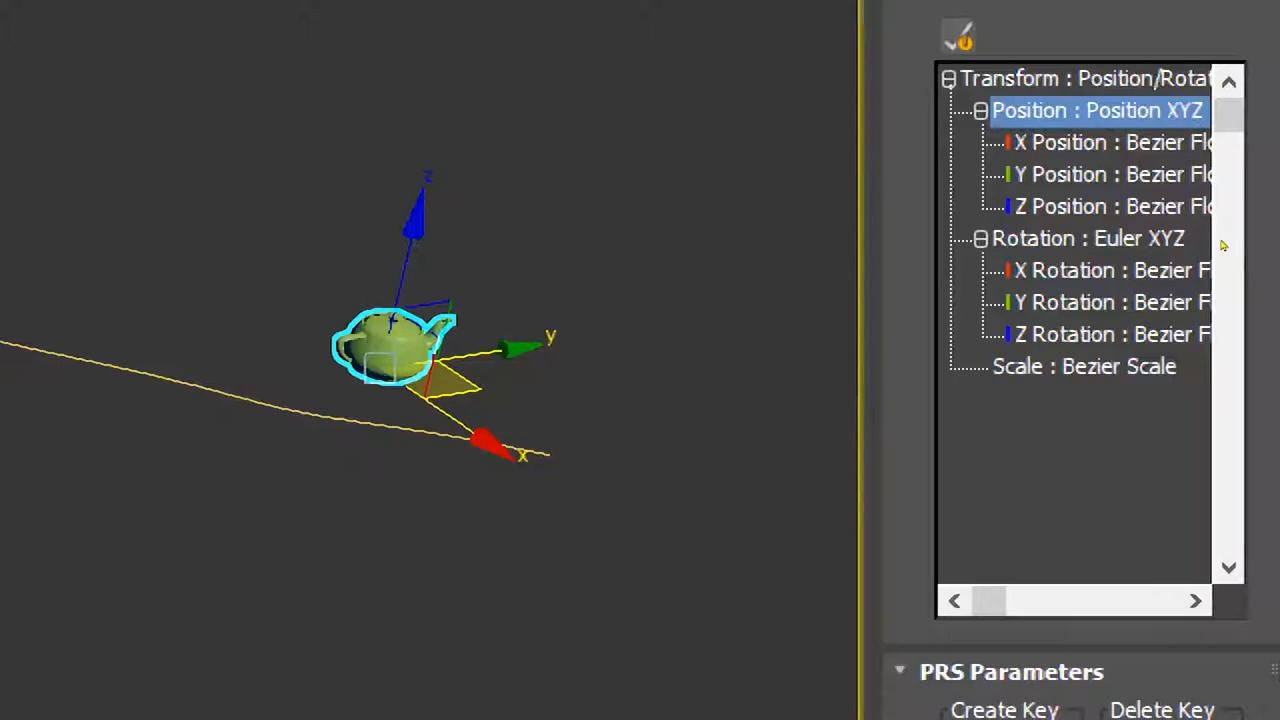 Transform : Position/Rotat
Position : Position XYZ
X Position : Bezier Flo
Y Position : Bezier Flo
Z Position : Bezier Flo
Rotation : Euler XYZ
X Rotation : Bezier F
Y Rotation : Bezier F
Z Rotation : Bezier F
Scale : Bezier Scale
z
y
x
PRS Parameters
Create Key
Delete Key